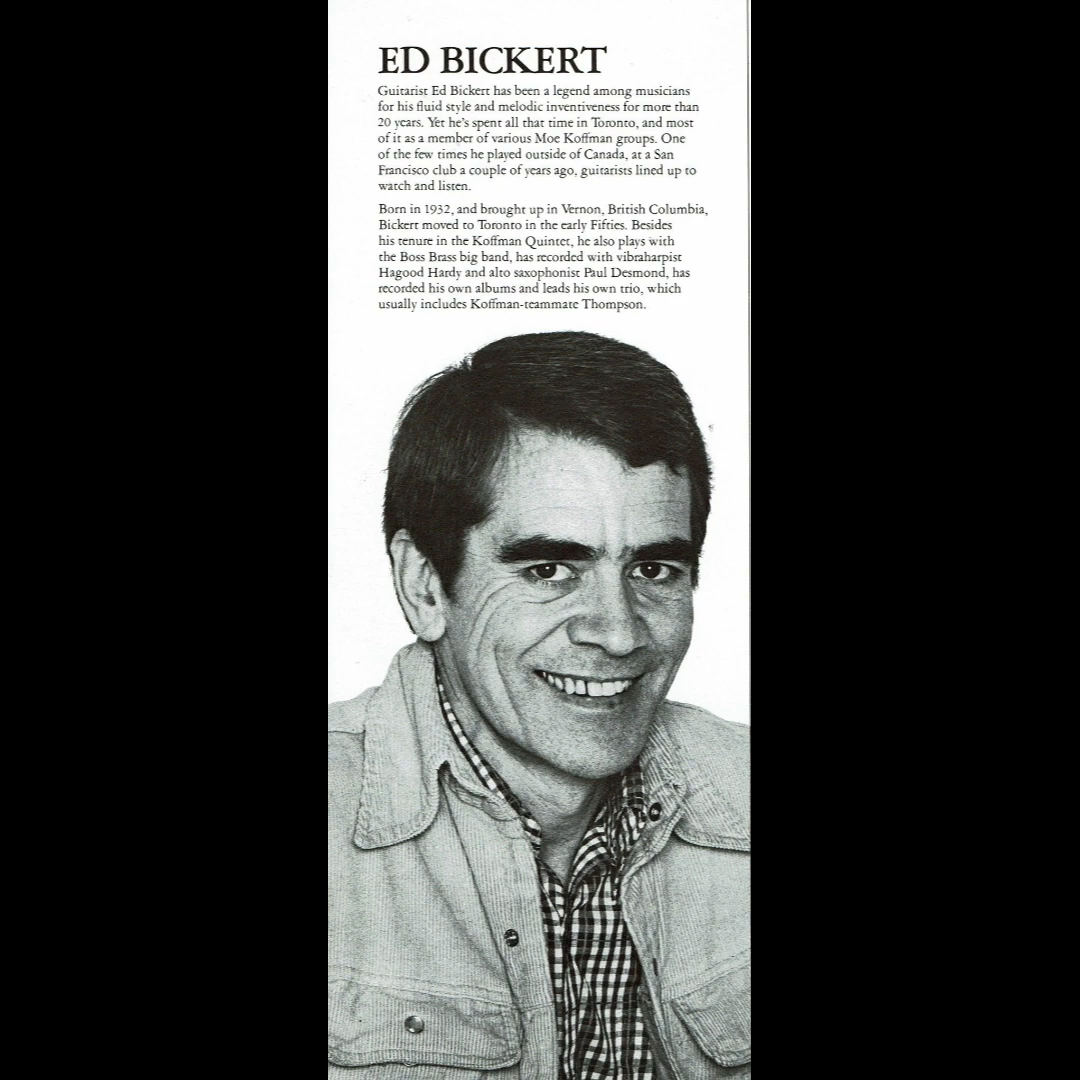 ED BICKERT
Guitarist Ed Bickert has been a legend among musicians
for his fluid style and melodic inventiveness for more than
20 years. Yet he's spent all that time in Toronto, and most
of it as a member of various Moe Koffman groups. One
of the few times he played outside of Canada, at a San
Francisco club a couple of years ago, guitarists lined up to
watch and listen.
Born in 1932, and brought up in Vernon, British Columbia,
Bickert moved to Toronto in the early Fifties. Besides
his tenure in the Koffman Quintet, he also plays with
the Boss Brass big band, has recorded with vibraharpist
Hagood Hardy and alto saxophonist Paul Desmond, has
recorded his own albums and leads his own trio, which
usually includes Koffman-teammate Thompson.